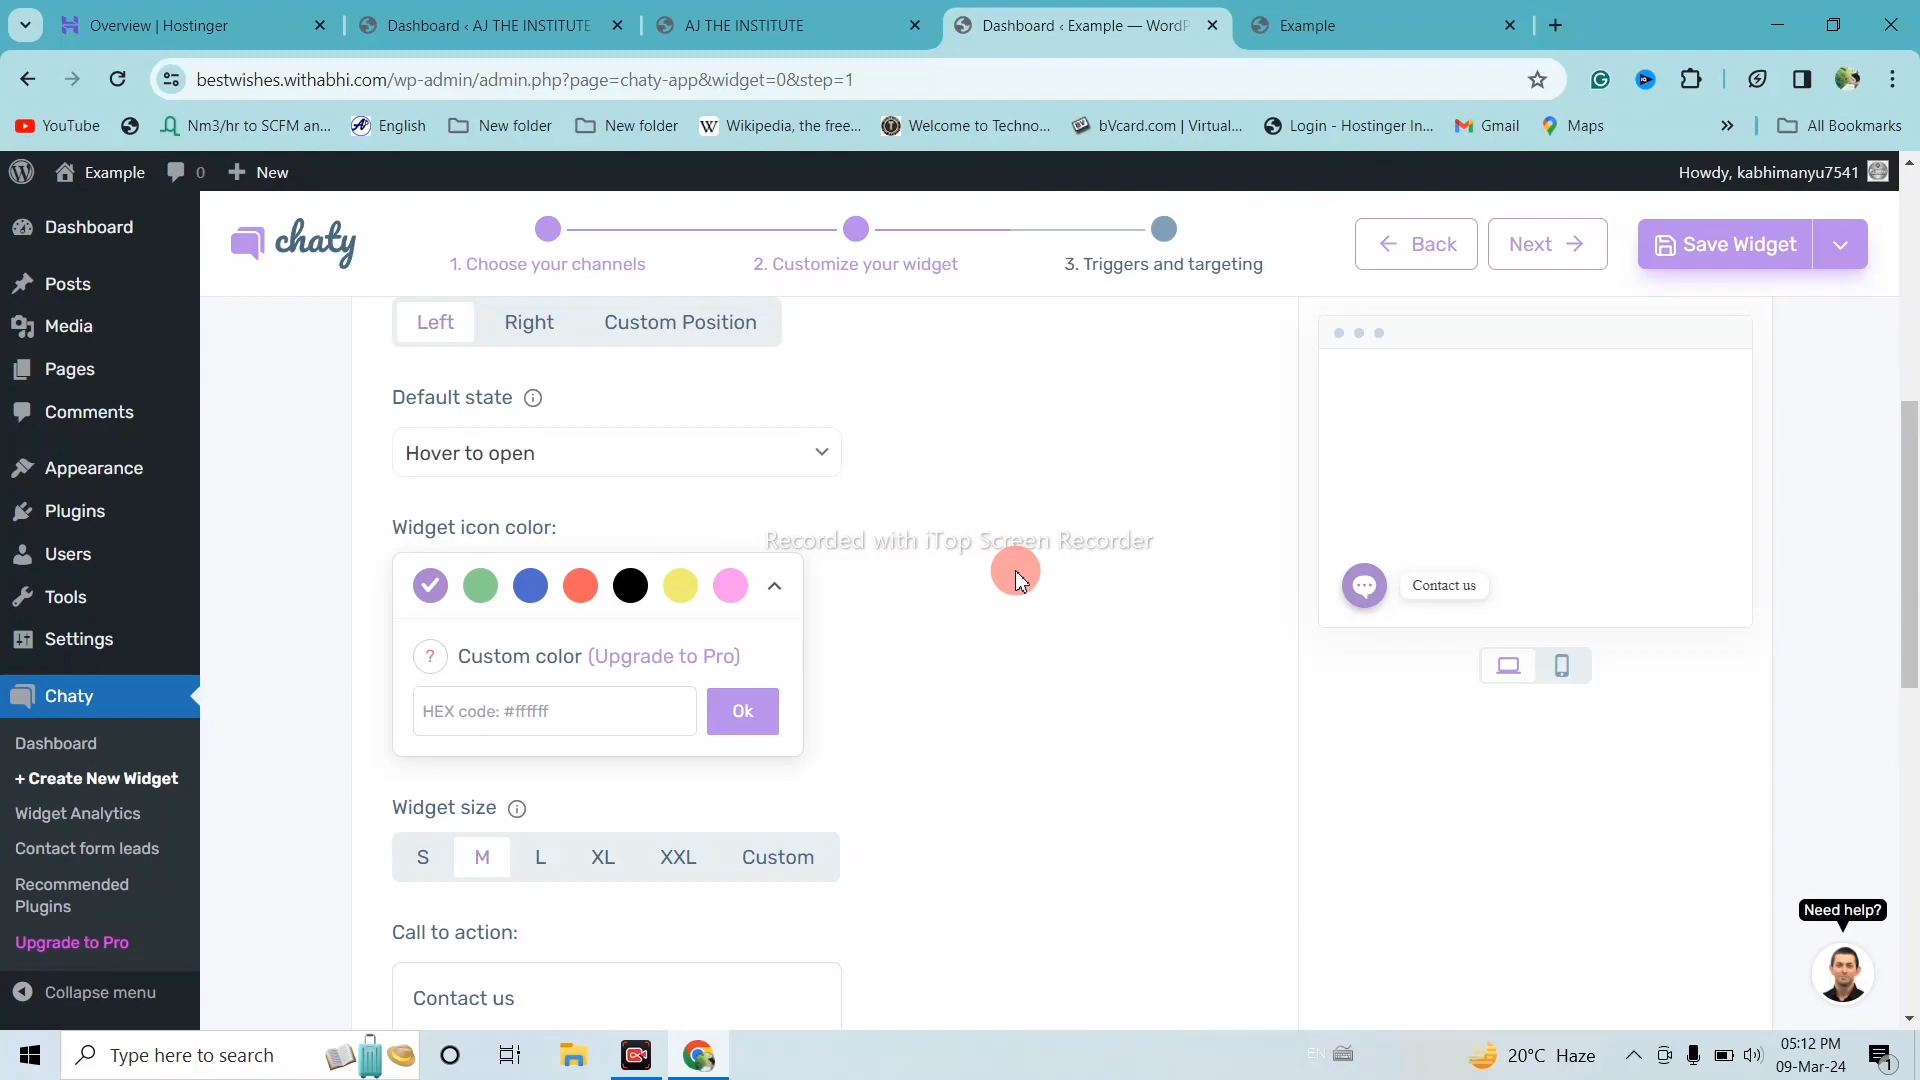 Overview | Hostinger
Dashboard ‹ AJ THE INSTITUTE
AJ THE INSTITUTE
Dashboard ‹ Example — WordP
Example
bestwishes.withabhi.com/wp-admin/admin.php?page=chaty-app&widget=0&step=1
YouTube
Nm3/hr to SCFM an...
English
New folder
New folder
Wikipedia, the free...
Welcome to Techno...
bVcard.com | Virtual...
Login - Hostinger In...
Gmail
Maps
All Bookmarks
Example
0
New
Howdy, kabhimanyu7541
Dashboard
Posts
Media
Pages
Comments
Appearance
Plugins
Users
Tools
Settings
Chaty
Dashboard
+ Create New Widget
Widget Analytics
Contact form leads
Recommended
Plugins
Upgrade to Pro
Collapse menu
chaty
1. Choose your channels
2. Customize your widget
3. Triggers and targeting
Back
Next
Save Widget
Left
Right
Custom Position
Default state
Hover to open
Widget icon color:
Recorded with iTop Screen Recorder
? Custom color (Upgrade to Pro)
HEX code: #ffffff
Ok
Widget size
S
M
L
XL
XXL
Custom
Call to action:
Contact us
Contact us
Need help?
Type here to search
EN
20°C Haze
05:12 PM
09-Mar-24
1